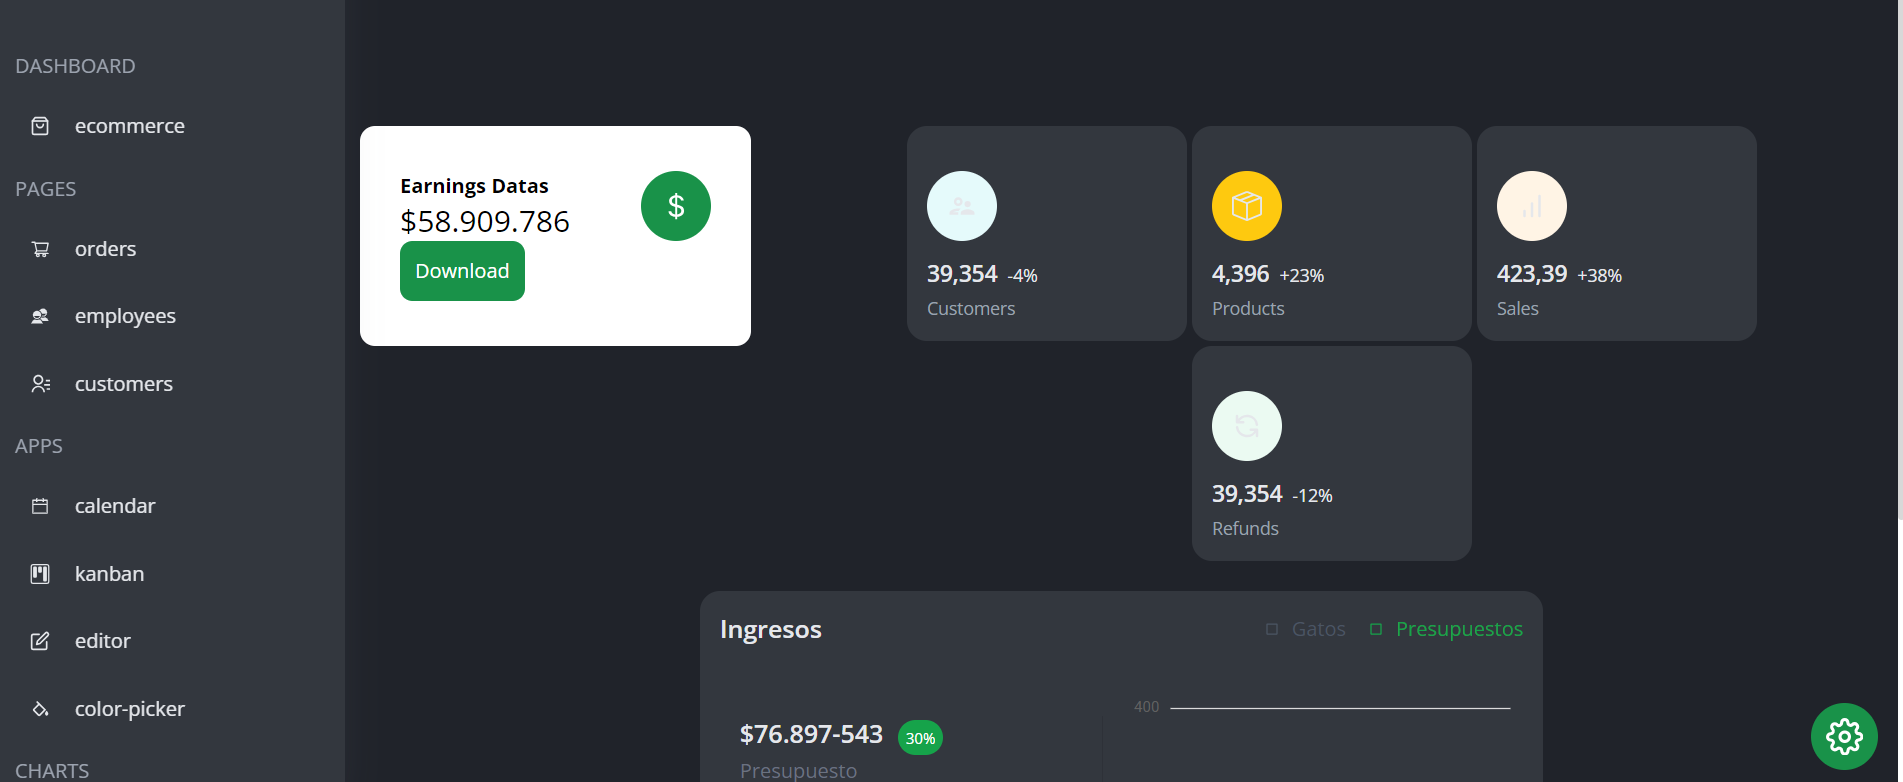 DASHBOARD
ecommerce
PAGES
orders
employees
customers
APPS
calendar
kanban
editor
color-picker
CHARTS
Earnings Datas
$58.909.786
$
Download
39,354 -4%
Customers
4,396 +23%
Products
423,39 +38%
Sales
39,354 -12%
Refunds
Ingresos
Gatos
Presupuestos
$76.897-543 30%
Presupuesto
400